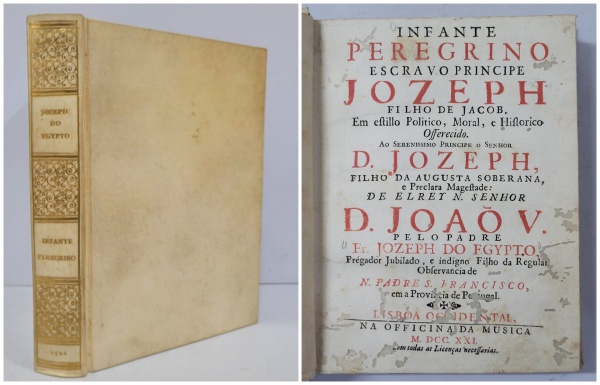 JOZEPH
DO
EGYPTO
INFANTE
PEREGRINO
INFANTE
PEREGRINO
ESCRAVO PRINCIPE
JOZEPH
FILHO DE JACOB,
Em estillo Politico, Moral, e Historico
Offerecido.
AO SERENISSIMO PRINCIPE O SENHOR
D. JOZEPH,
FILHO DA AUGUSTA SOBERANA,
e Preclara Magestade:
DE ELREY N. SENHOR
D. JOAÕ V.
PELO PADRE
Fr. JOZEPH DO EGYPTO,
Prégador Jubilado, e indigno Filho da Regular
Observancia de
N. PADRE S. FRANCISCO,
em a Provincia de Portugal.
LISBOA OCCIDENTAL,
NA OFFICINA DA MUSICA
M. DCC. XXI.
Com todas as Licenças necessarias.